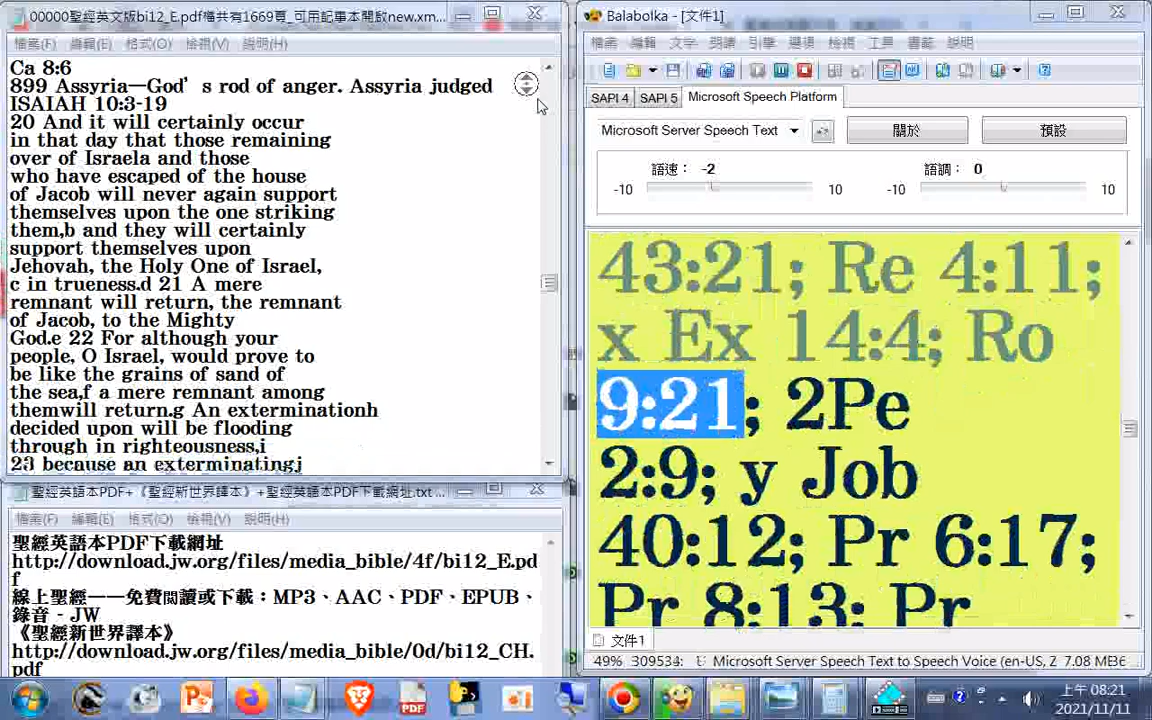 00000聖經英文版bi12_E.pdf檔共有1669頁_可用記事本開啟new.xm...
檔案(F) 編輯(E) 格式(O) 檢視(V) 說明(H)
Ca 8:6
899 Assyria—God's rod of anger. Assyria judged
ISAIAH 10:3-19
20 And it will certainly occur
in that day that those remaining
over of Israela and those
who have escaped of the house
of Jacob will never again support
themselves upon the one striking
them,b and they will certainly
support themselves upon
Jehovah, the Holy One of Israel,
c in trueness.d 21 A mere
remnant will return, the remnant
of Jacob, to the Mighty
God.e 22 For although your
people, O Israel, would prove to
be like the grains of sand of
the sea,f a mere remnant among
themwill return.g An exterminationh
decided upon will be flooding
through in righteousness,i
23 because an exterminatingj
聖經英語本PDF+《聖經新世界譯本》+聖經英語本PDF下載網址.txt ...
檔案(F) 編輯(E) 格式(O) 檢視(V) 說明(H)
聖經英語本PDF下載網址
http://download.jw.org/files/media_bible/4f/bi12_E.pd
f
線上聖經——免費閱讀或下載：MP3、AAC、PDF、EPUB、
錄音 - JW
《聖經新世界譯本》
http://download.jw.org/files/media_bible/0d/bi12_CH.
pdf
Balabolka - [文件1]
檔案 編輯 文字 朗讀 引擎 選項 檢視 工具 書籤 說明
SAPI 4 SAPI 5 Microsoft Speech Platform
Microsoft Server Speech Text 關於 預設
語速： -2 語調： 0
-10 10 -10 10
43:21; Re 4:11;
x Ex 14:4; Ro
9:21; 2Pe
2:9; y Job
40:12; Pr 6:17;
Pr 8:13; Pr
文件1
49% 309534: Microsoft Server Speech Text to Speech Voice (en-US, Z 7.08 MB
上午 08:21
2021/11/11